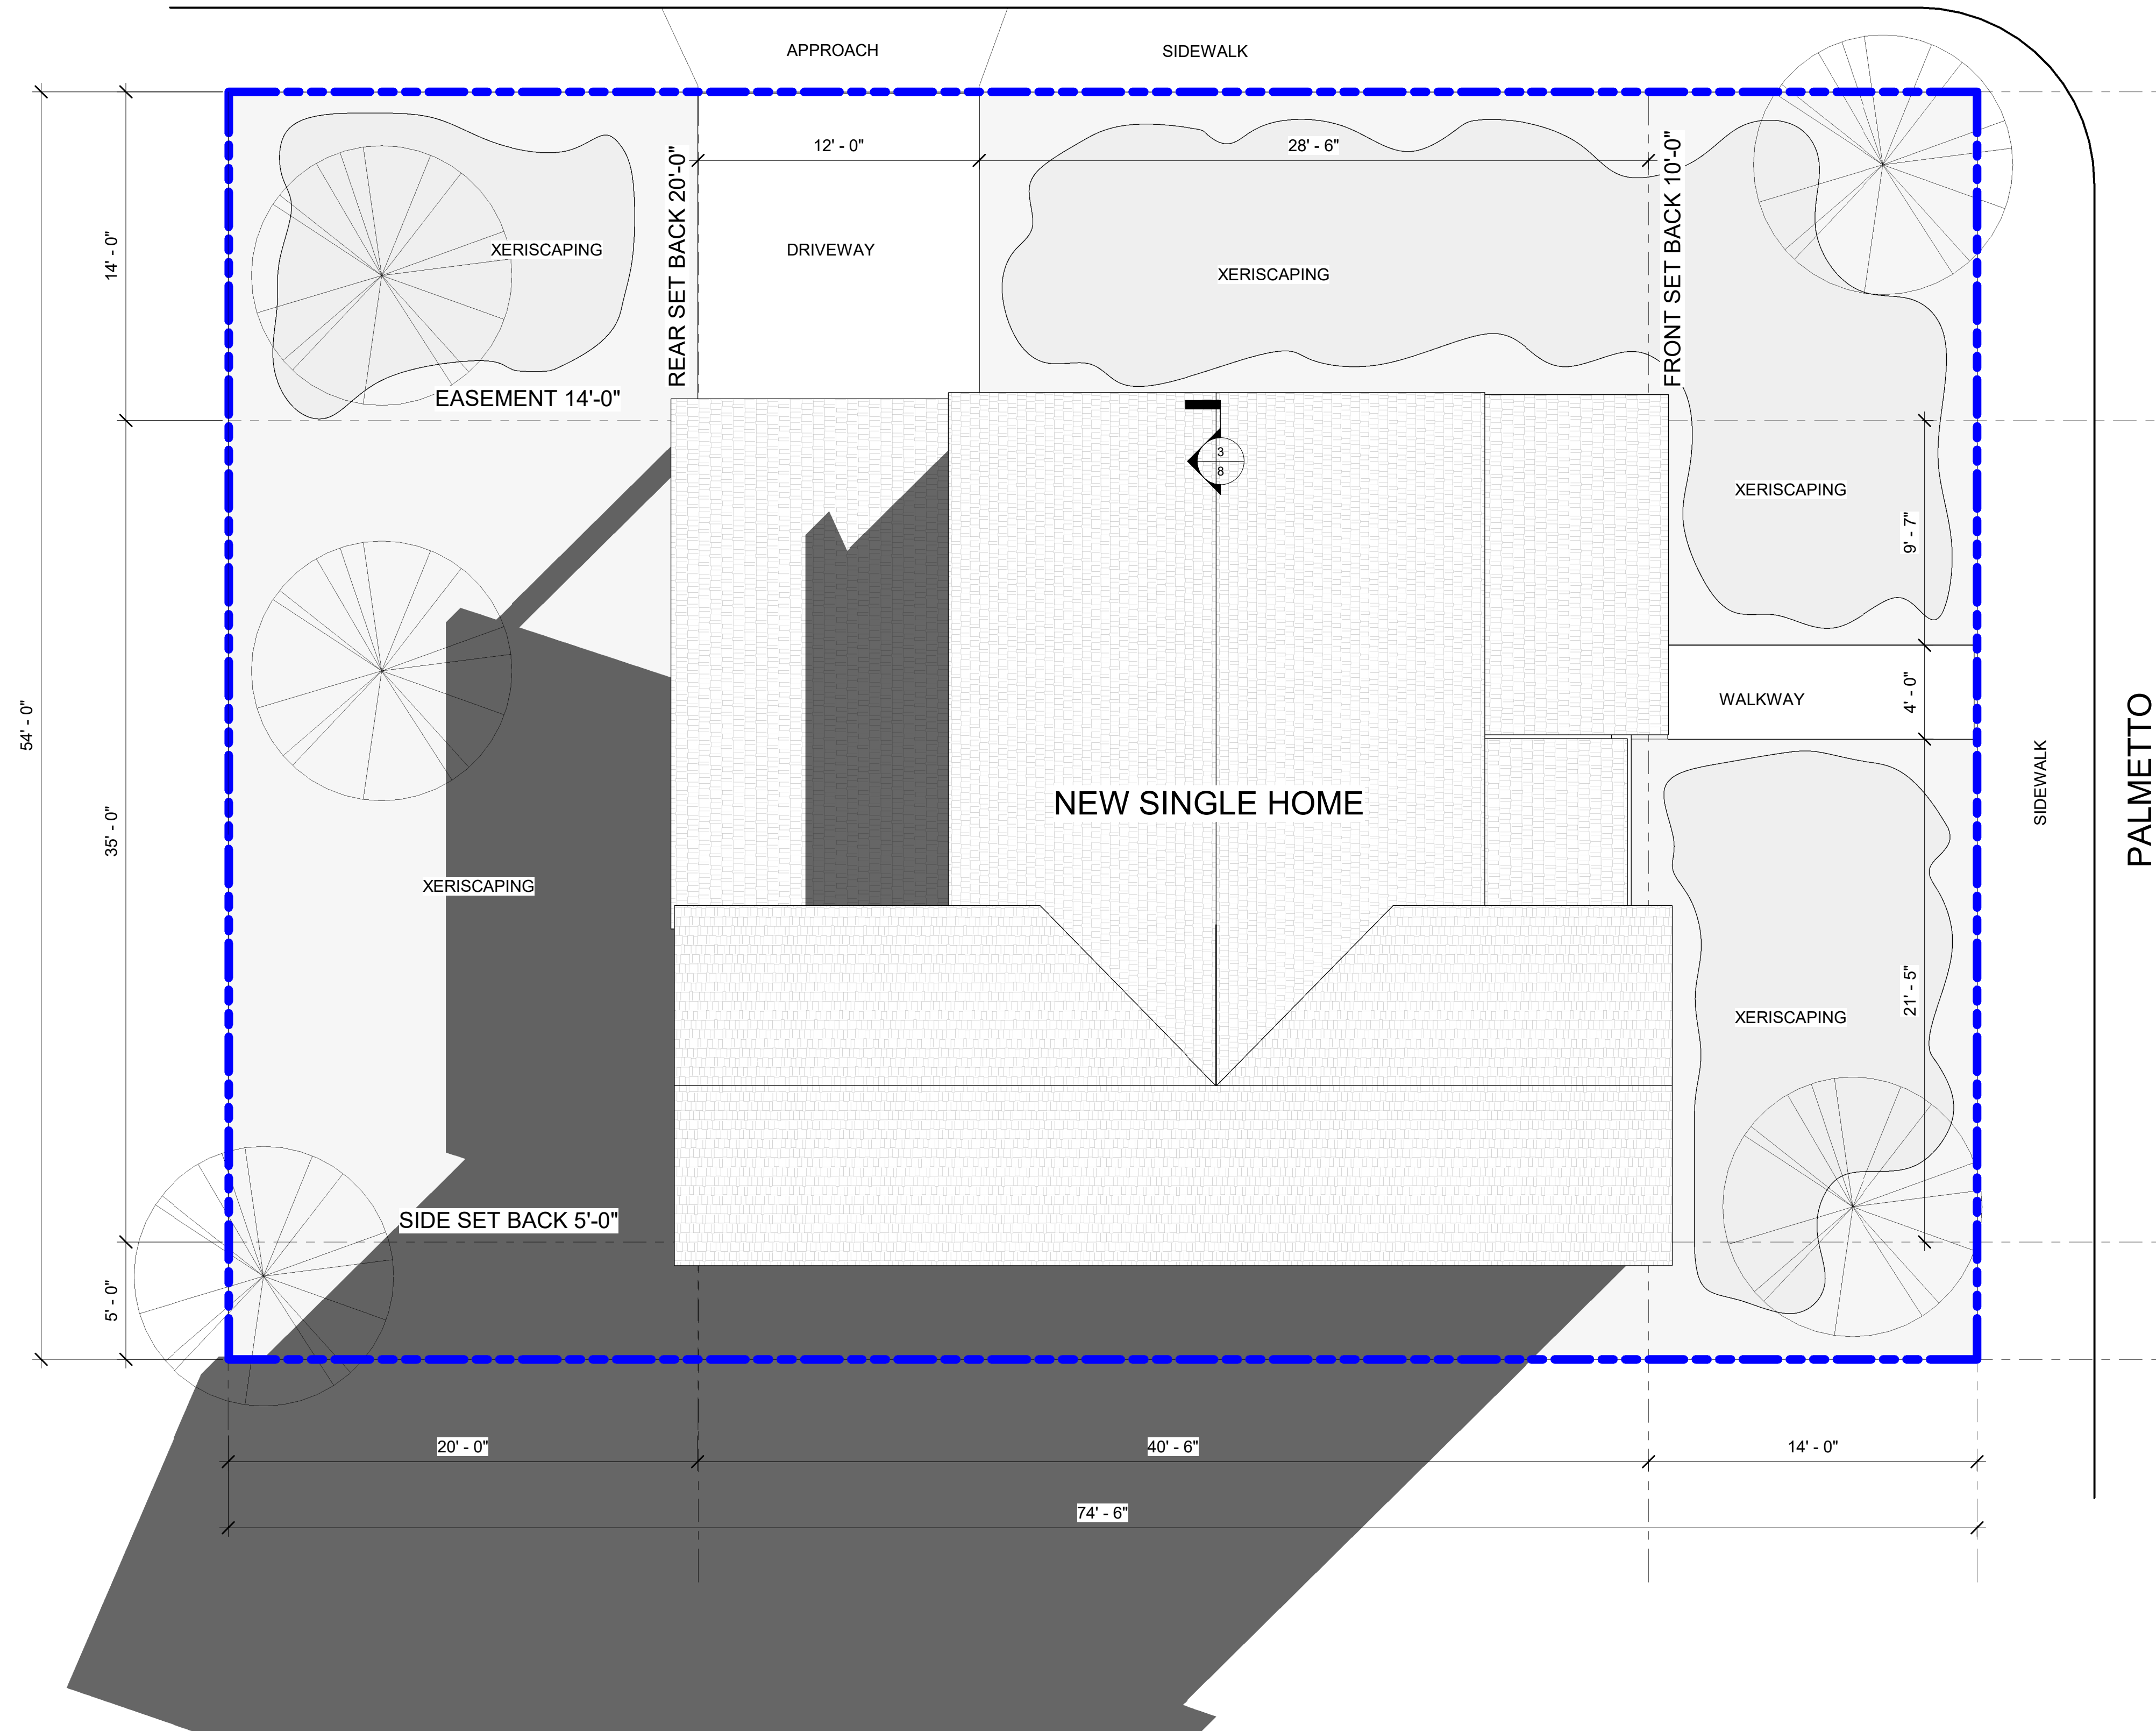 APPROACH
SIDEWALK
12' - 0"
28' - 6"
REAR SET BACK 20'-0"
FRONT SET BACK 10'-0"
14' - 0"
XERISCAPING
DRIVEWAY
XERISCAPING
EASEMENT 14'-0"
3
8
XERISCAPING
9' - 7"
WALKWAY
4' - 0"
54' - 0"
PALMETTO
SIDEWALK
NEW SINGLE HOME
35' - 0"
XERISCAPING
XERISCAPING
21' - 5"
SIDE SET BACK 5'-0"
5' - 0"
20' - 0"
40' - 6"
14' - 0"
74' - 6"